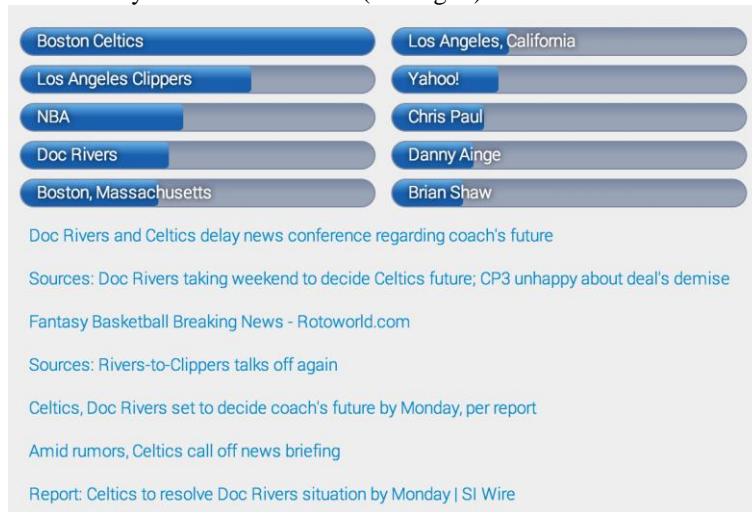 Boston Celtics
Los Angeles Clippers
NBA
Doc Rivers
Boston, Massachusetts
Los Angeles, California
Yahoo!
Chris Paul
Danny Ainge
Brian Shaw
Doc Rivers and Celtics delay news conference regarding coach's future
Sources: Doc Rivers taking weekend to decide Celtics future; CP3 unhappy about deal's demise
Fantasy Basketball Breaking News - Rotoworld.com
Sources: Rivers-to-Clippers talks off again
Celtics, Doc Rivers set to decide coach's future by Monday, per report
Amid rumors, Celtics call off news briefing
Report: Celtics to resolve Doc Rivers situation by Monday | SI Wire